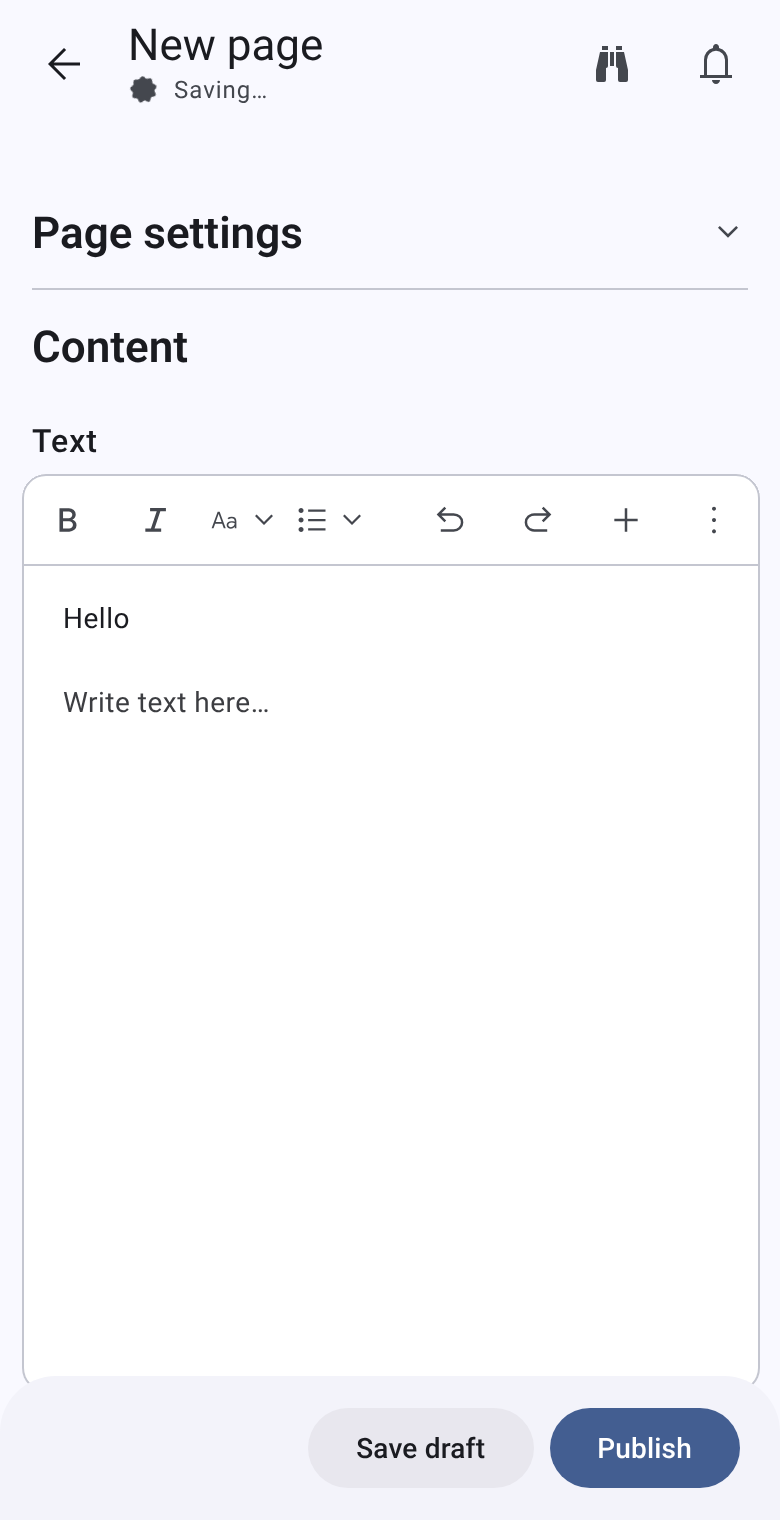 New page
Saving…
Page settings
Content
Text
B I Aa
Hello
Write text here…
Save draft
Publish